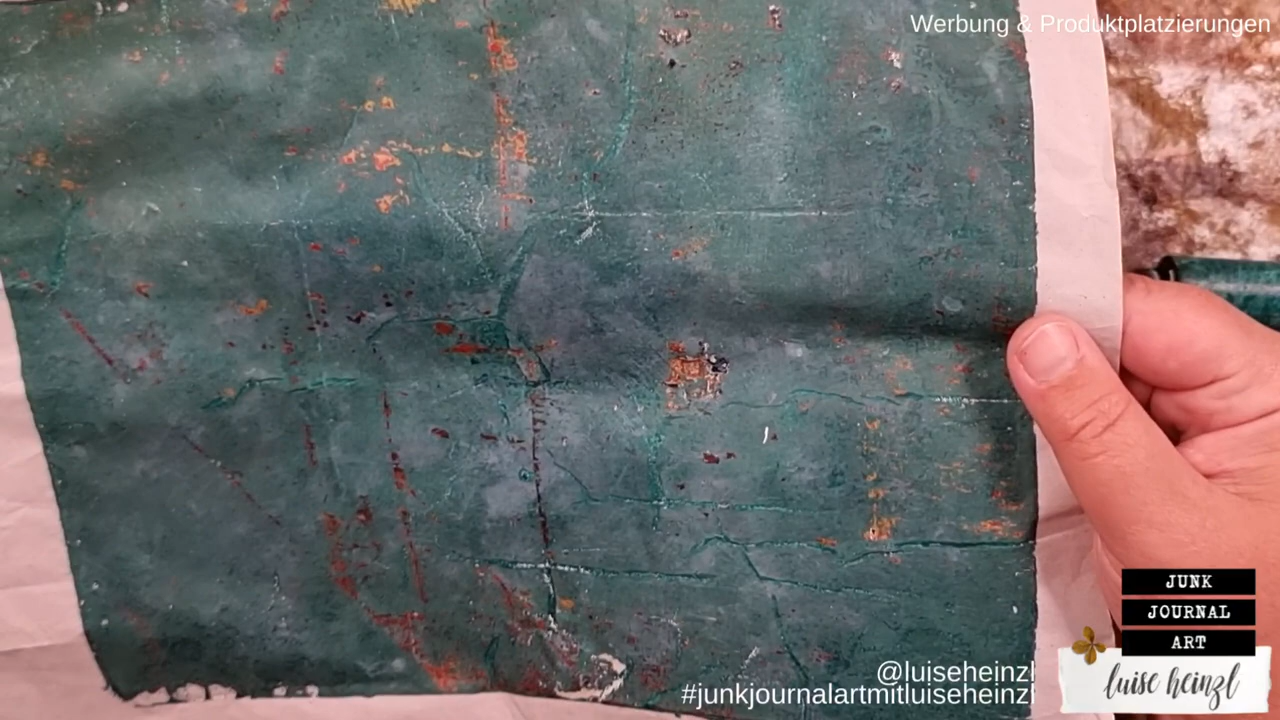 Werbung & Produktplatzierungen
@luiseheinzl
#junkjournalartmitluiseheinzl
JUNK
JOURNAL
ART
luise heinzl